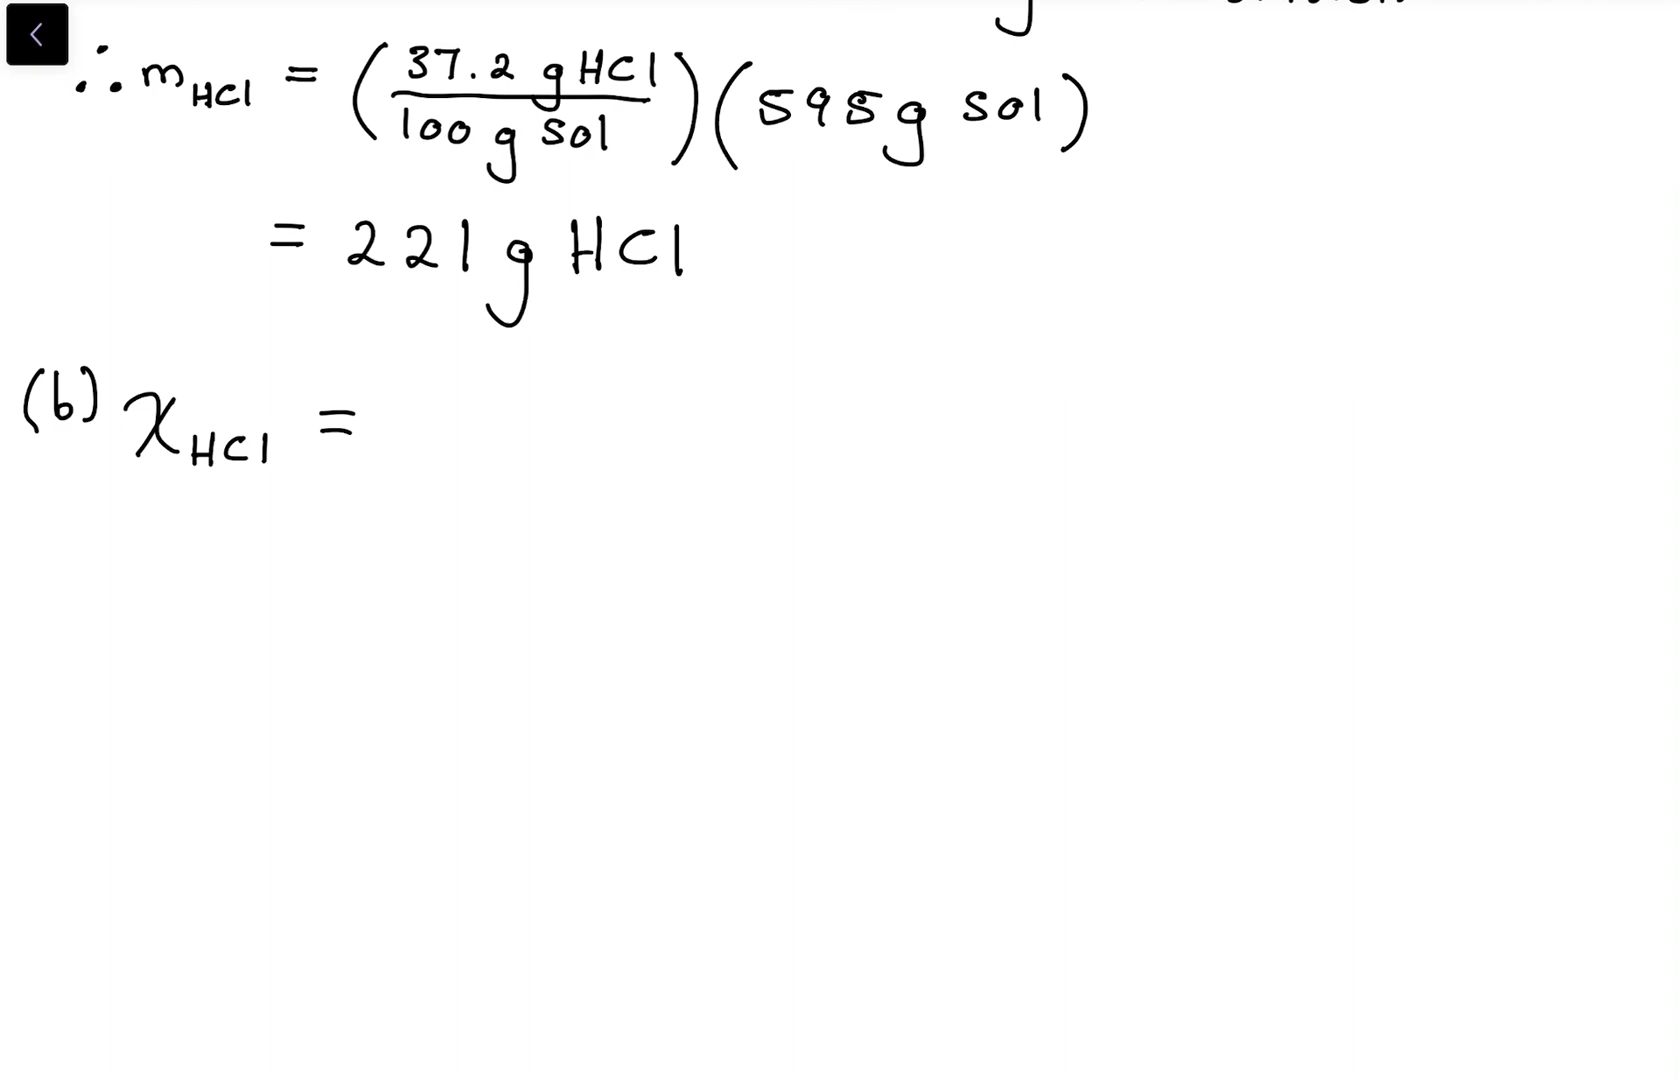 ∴ m_HCl = (37.2 g HCl / 100 g sol)(595 g sol)
= 221 g HCl
(b) χ_HCl =